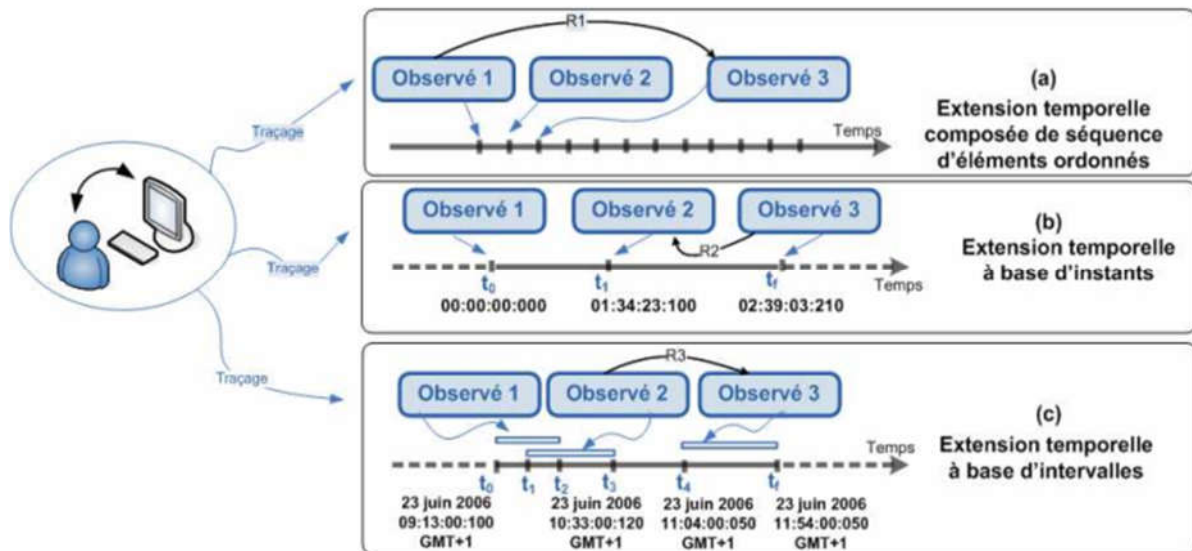 Traçage
Traçage
Traçage
R1
Observé 1
Observé 2
Observé 3
Temps
(a)
Extension temporelle
composée de séquence
d'éléments ordonnés
Observé 1
Observé 2
Observé 3
R2
t0
t1
tf
Temps
00:00:00:000
01:34:23:100
02:39:03:210
(b)
Extension temporelle
à base d'instants
R3
Observé 1
Observé 2
Observé 3
Temps
t0
t1
t2
t3
t4
tf
23 juin 2006
09:13:00:100
GMT+1
23 juin 2006
10:33:00:120
GMT+1
23 juin 2006
11:04:00:050
GMT+1
23 juin 2006
11:54:00:050
GMT+1
(c)
Extension temporelle
à base d'intervalles